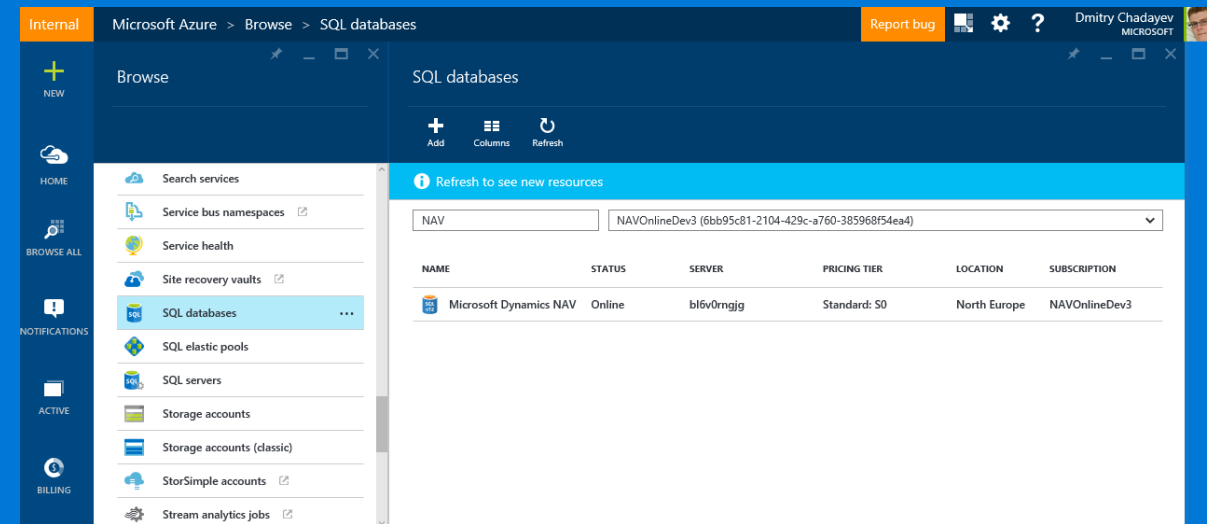 Internal
Microsoft Azure > Browse > SQL databases
Report bug
?
Dmitry Chadayev
MICROSOFT
NEW
HOME
BROWSE ALL
NOTIFICATIONS
ACTIVE
BILLING
Browse
Search services
Service bus namespaces
Service health
Site recovery vaults
SQL databases ...
SQL elastic pools
SQL servers
Storage accounts
Storage accounts (classic)
StorSimple accounts
Stream analytics jobs
SQL databases
Add Columns Refresh
Refresh to see new resources
NAV NAVOnlineDev3 (6bb95c81-2104-429c-a760-385968f54ea4)
NAME STATUS SERVER PRICING TIER LOCATION SUBSCRIPTION
Microsoft Dynamics NAV Online bl6v0rngjg Standard: S0 North Europe NAVOnlineDev3